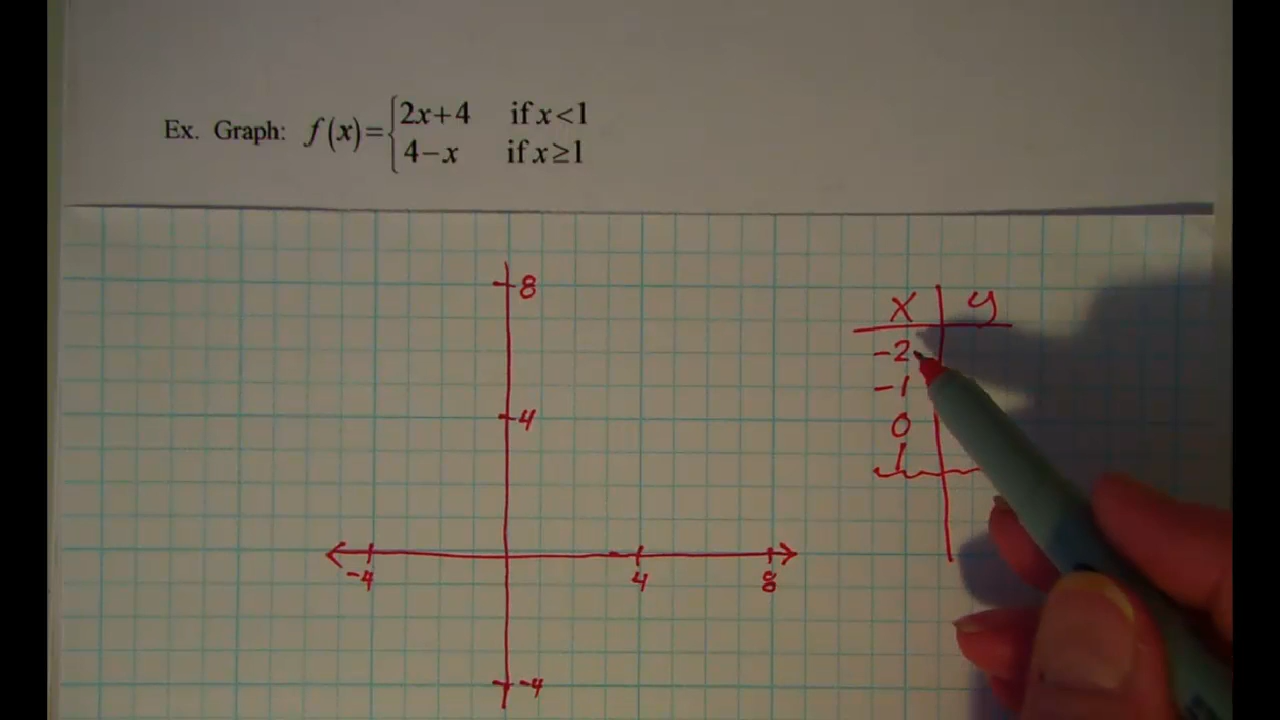 Ex. Graph: f(x)={2x+4 if x<1
4−x if x≥1
8
4
-4 4 8
-4
x y
-2
-1
0
1